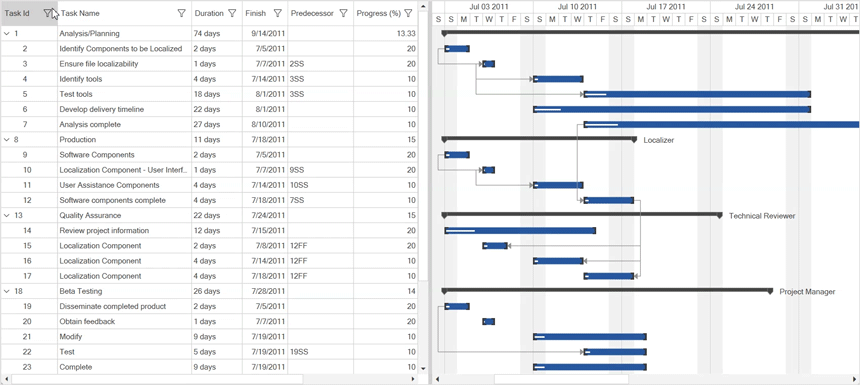 Task Id Task Name Duration Finish Predecessor Progress (%)
Jul 03 2011 Jul 10 2011 Jul 17 2011 Jul 24 2011 Jul 31 201
S S M T W T F S S M T W T F S S M T W T F S S M T W T F S S M T W T
1 Analysis/Planning 74 days 9/14/2011 13.33
2 Identify Components to be Localized 2 days 7/5/2011 20
3 Ensure file localizability 1 days 7/7/2011 2SS 20
4 Identify tools 4 days 7/14/2011 3SS 10
5 Test tools 18 days 8/1/2011 3SS 10
6 Develop delivery timeline 22 days 8/1/2011 10
7 Analysis complete 27 days 8/10/2011 10
8 Production 11 days 7/18/2011 15 Localizer
9 Software Components 2 days 7/5/2011 20
10 Localization Component - User Interf... 1 days 7/7/2011 9SS 20
11 User Assistance Components 4 days 7/14/2011 10SS 10
12 Software components complete 4 days 7/18/2011 7SS 10
13 Quality Assurance 22 days 7/24/2011 15 Technical Reviewer
14 Review project information 12 days 7/15/2011 20
15 Localization Component 2 days 7/8/2011 12FF 20
16 Localization Component 4 days 7/14/2011 12FF 10
17 Localization Component 4 days 7/18/2011 12FF 10
18 Beta Testing 26 days 7/28/2011 14 Project Manager
19 Disseminate completed product 2 days 7/5/2011 20
20 Obtain feedback 1 days 7/7/2011 20
21 Modify 4 days 7/19/2011 10
22 Test 5 days 7/19/2011 19SS 10
23 Complete 6 days 7/19/2011 10